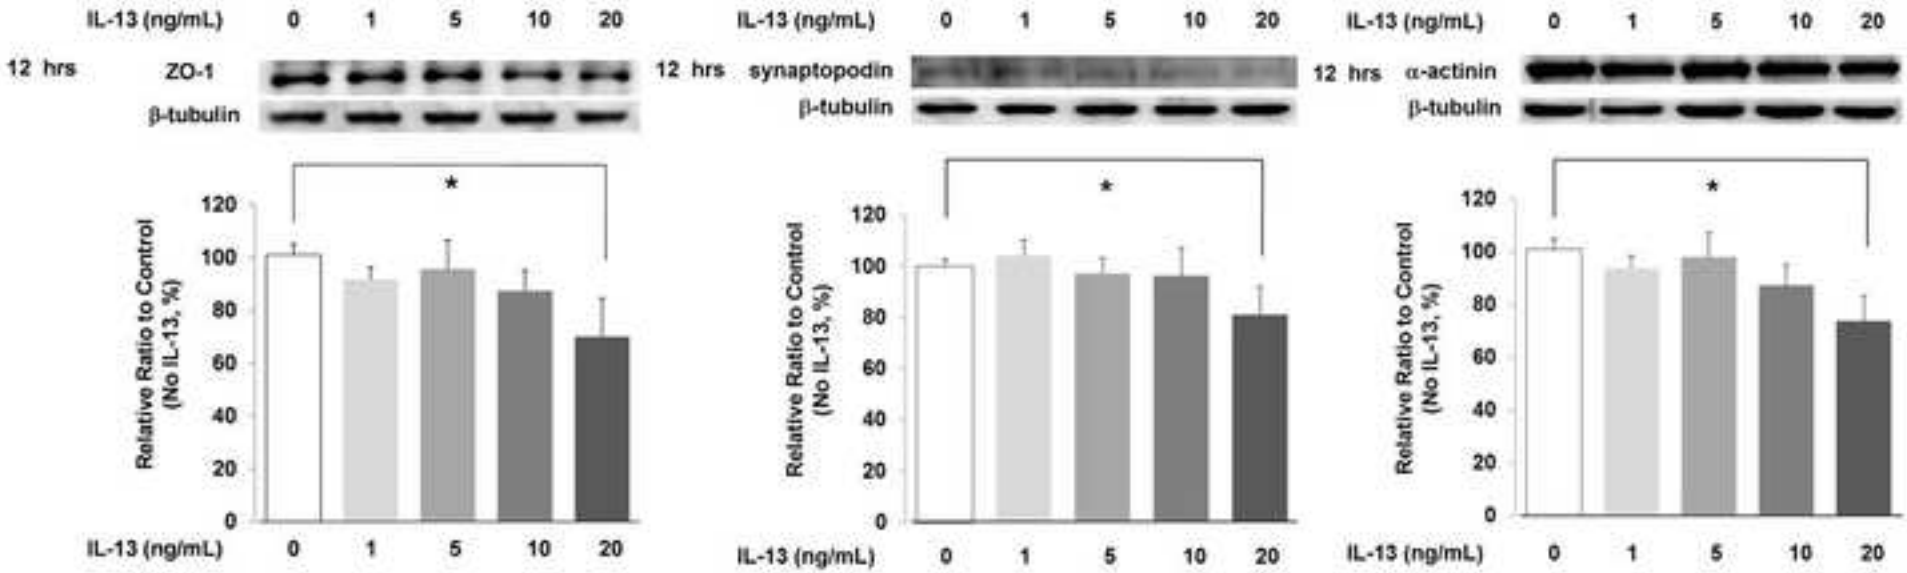 IL-13 (ng/mL) 0 1 5 10 20
12 hrs ZO-1
β-tubulin
*
120
100
80
60
40
20
0
Relative Ratio to Control
(No IL-13, %)
IL-13 (ng/mL) 0 1 5 10 20
IL-13 (ng/mL) 0 1 5 10 20
12 hrs synaptopodin
β-tubulin
*
120
100
80
60
40
20
0
Relative Ratio to Control
(No IL-13, %)
IL-13 (ng/mL) 0 1 5 10 20
IL-13 (ng/mL) 0 1 5 10 20
12 hrs α-actinin
β-tubulin
*
120
100
80
60
40
20
0
Relative Ratio to Control
(No IL-13, %)
IL-13 (ng/mL) 0 1 5 10 20